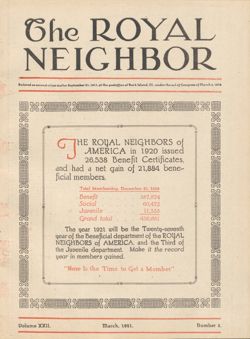 The ROYAL
NEIGHBOR
THE ROYAL NEIGHBORS of
AMERICA in 1920 issued
26,538 Benefit Certificates,
and had a net gain of 21,884 bene-
ficial members.
Total Membership, December 31, 1920
Benefit
Social
Juvenile
Grand total
The year 1921 will be the Twenty-seventh
year of the Beneficial department of the ROYAL
NEIGHBORS of AMERICA and the Third of
the Juvenile department. Make it the record
year in members gained.
"Now Is the Time to Get a Member"
Volume XXII. March, 1921. Number 3.